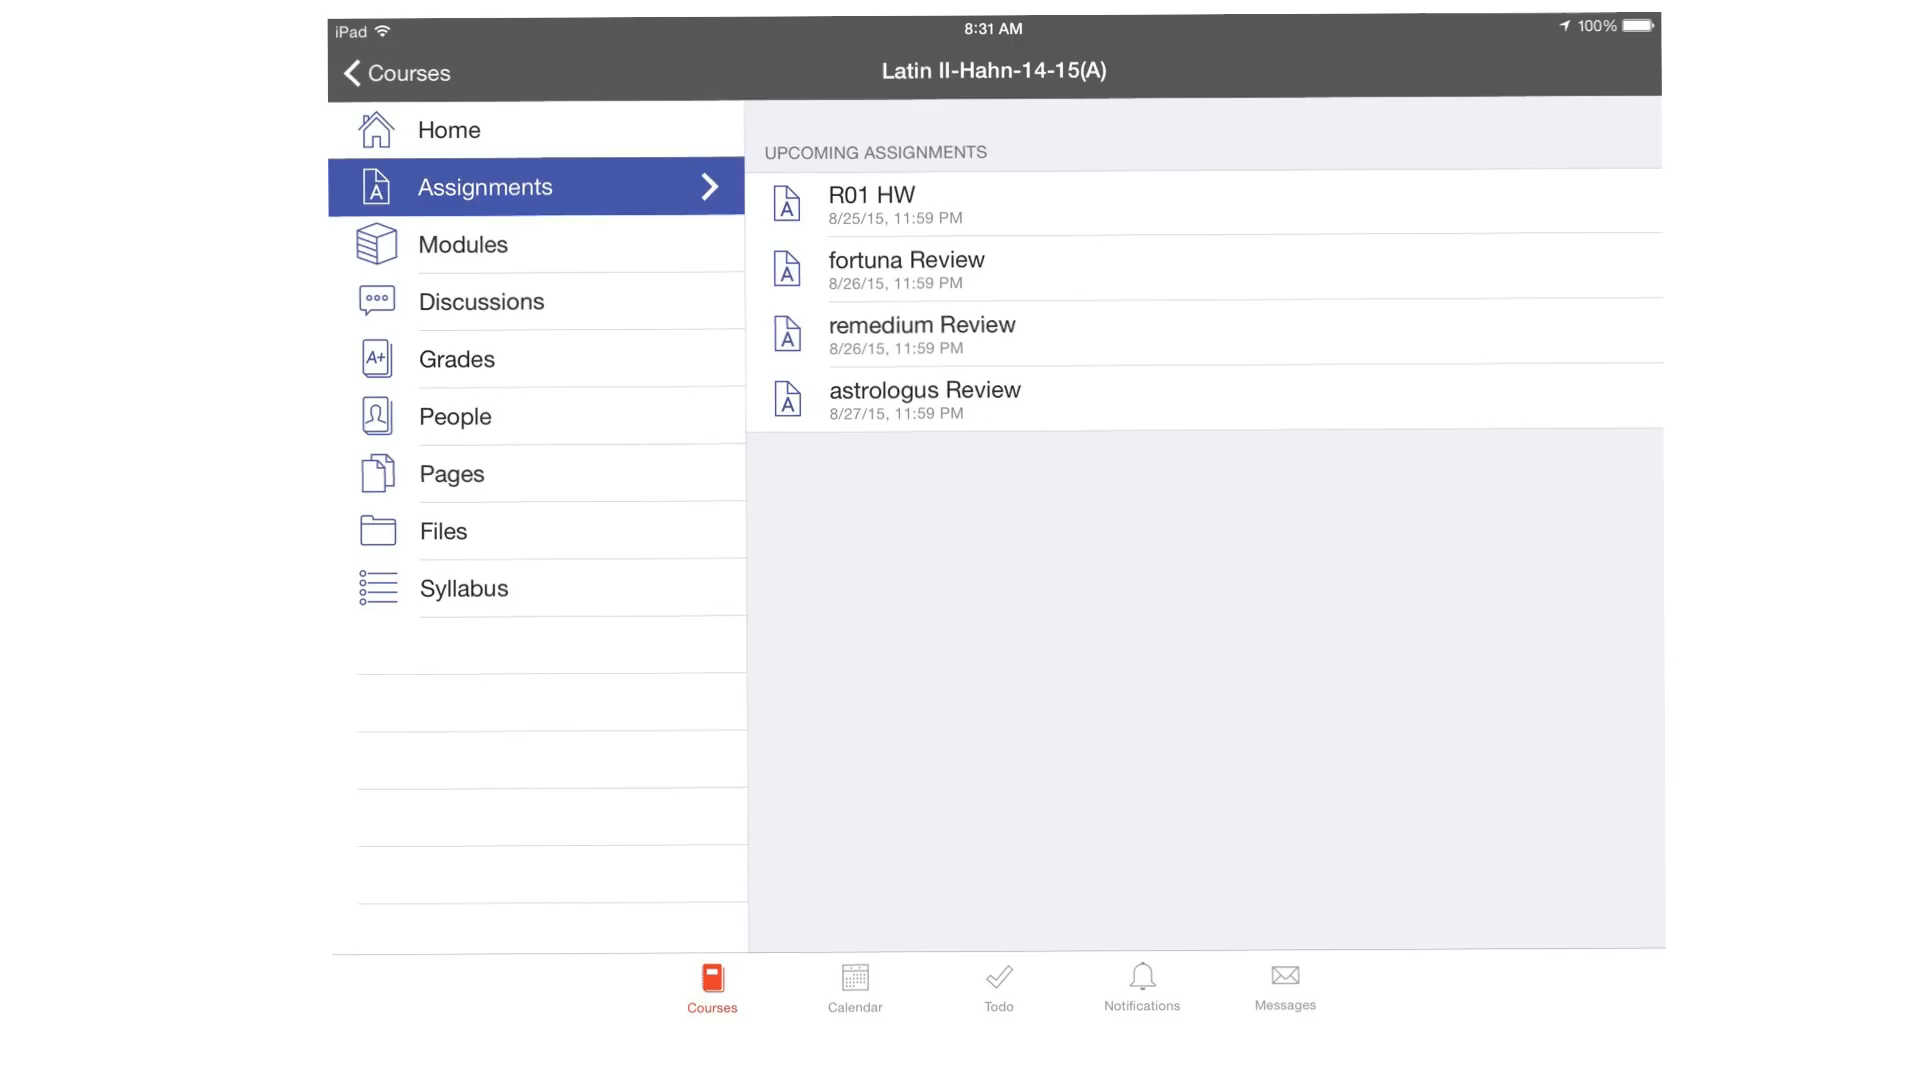 iPad
8:31 AM
100%
Courses
Latin II-Hahn-14-15(A)
Home
Assignments
Modules
Discussions
Grades
People
Pages
Files
Syllabus
UPCOMING ASSIGNMENTS
R01 HW
8/25/15, 11:59 PM
fortuna Review
8/26/15, 11:59 PM
remedium Review
8/26/15, 11:59 PM
astrologus Review
8/27/15, 11:59 PM
Courses
Calendar
Todo
Notifications
Messages